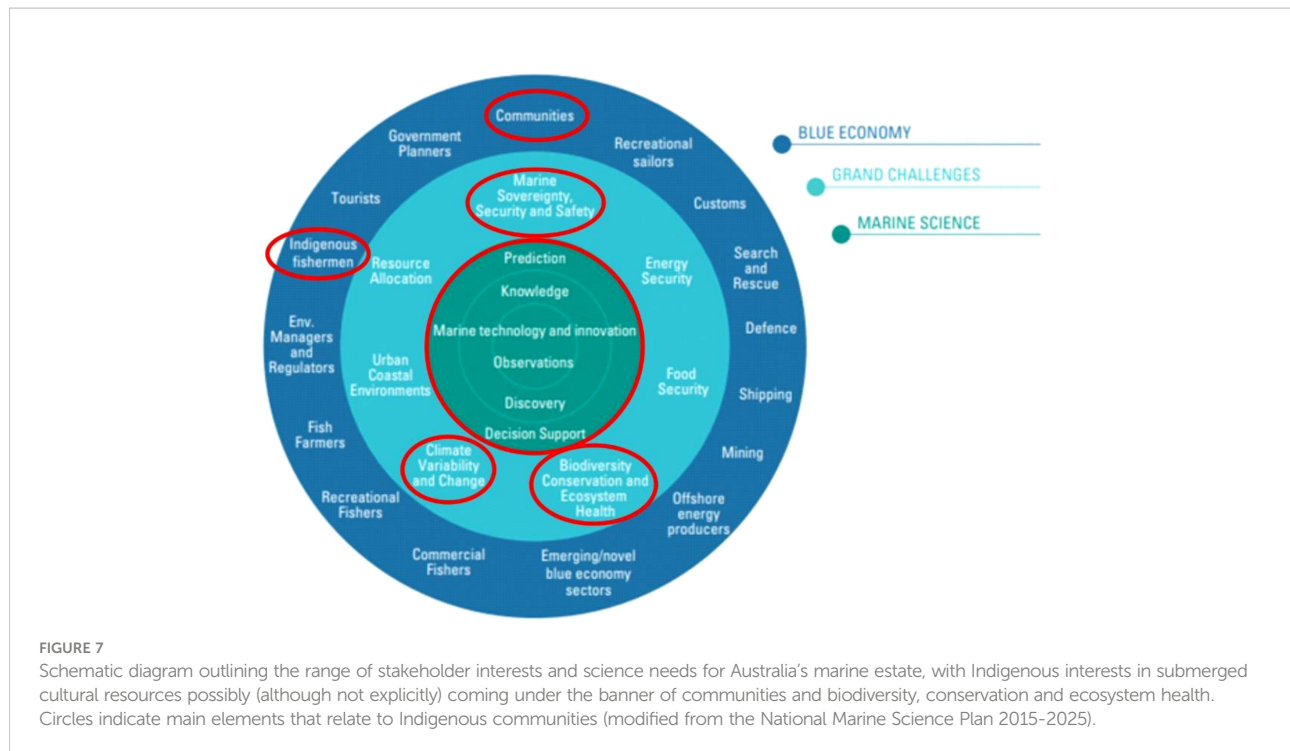 Communities
Government
Planners
Recreational
sailors
Tourists
Customs
Indigenous
fishermen
Search
and
Rescue
Env.
Managers
and
Regulators
Defence
Fish
Farmers
Shipping
Recreational
Fishers
Mining
Commercial
Fishers
Offshore
energy
producers
Emerging/novel
blue economy
sectors
Marine
Sovereignty,
Security and Safety
Resource
Allocation
Energy
Security
Urban
Coastal
Environments
Food
Security
Climate
Variability
and Change
Biodiversity
Conservation and
Ecosystem
Health
Prediction
Knowledge
Marine technology and innovation
Observations
Discovery
Decision Support
BLUE ECONOMY
GRAND CHALLENGES
MARINE SCIENCE
FIGURE 7
Schematic diagram outlining the range of stakeholder interests and science needs for Australia's marine estate, with Indigenous interests in submerged
cultural resources possibly (although not explicitly) coming under the banner of communities and biodiversity, conservation and ecosystem health.
Circles indicate main elements that relate to Indigenous communities (modified from the National Marine Science Plan 2015-2025).